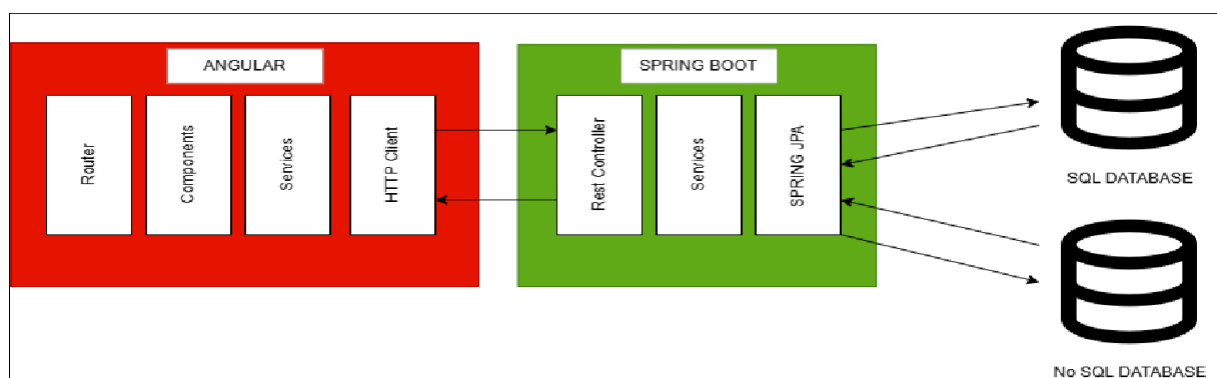 ANGULAR
Router
Components
Services
HTTP Client
SPRING BOOT
Rest Controller
Services
SPRING JPA
SQL DATABASE
No SQL DATABASE